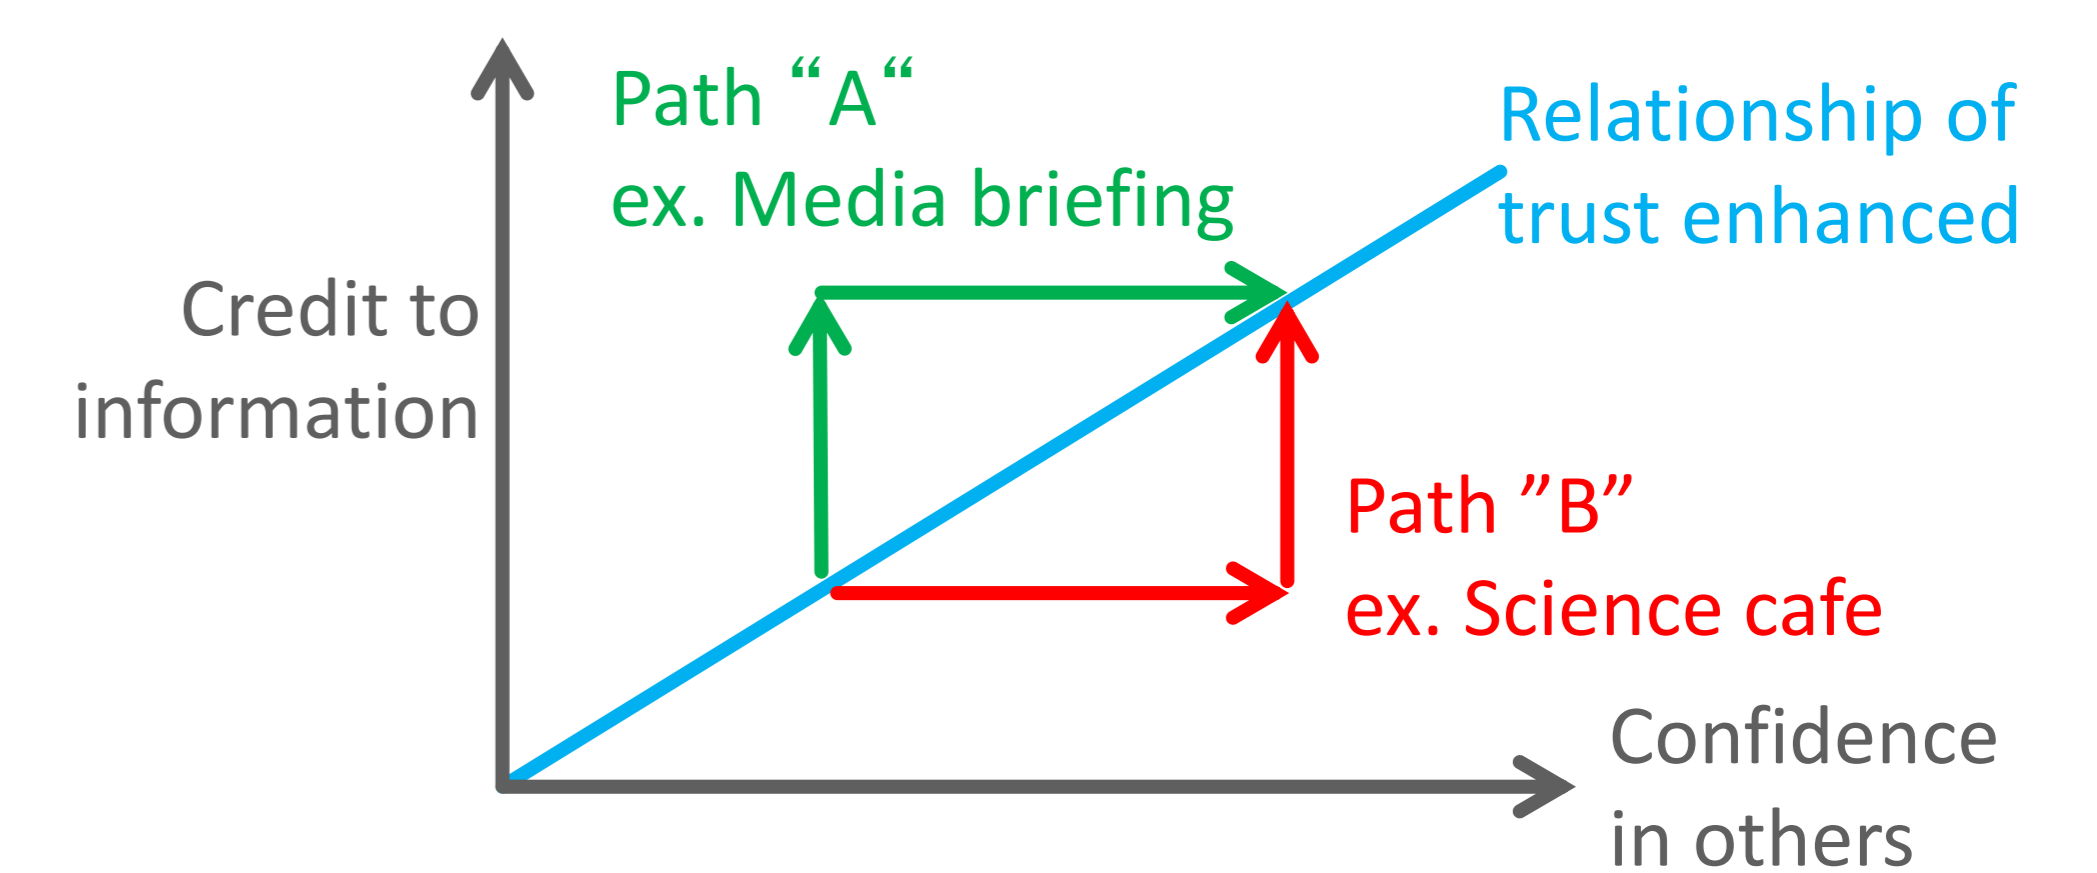 Path “A“
ex. Media briefing
Relationship of
trust enhanced
Credit to
information
Path ”B”
ex. Science cafe
Confidence
in others